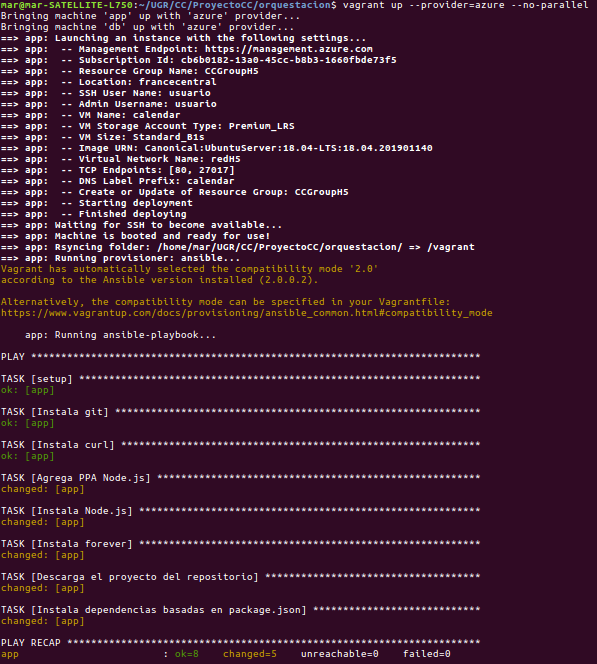 mar@mar-SATELLITE-L750:~/UGR/CC/ProyectoCC/orquestacion$ vagrant up --provider=azure --no-parallel
Bringing machine 'app' up with 'azure' provider...
Bringing machine 'db' up with 'azure' provider...
==> app: Launching an instance with the following settings...
==> app:  -- Management Endpoint: https://management.azure.com
==> app:  -- Subscription Id: cb6b0182-13a0-45cc-b8b3-1660fbde73f5
==> app:  -- Resource Group Name: CCGroupH5
==> app:  -- Location: francecentral
==> app:  -- SSH User Name: usuario
==> app:  -- Admin Username: usuario
==> app:  -- VM Name: calendar
==> app:  -- VM Storage Account Type: Premium_LRS
==> app:  -- VM Size: Standard_B1s
==> app:  -- Image URN: Canonical:UbuntuServer:18.04-LTS:18.04.201901140
==> app:  -- Virtual Network Name: redH5
==> app:  -- TCP Endpoints: [80, 27017]
==> app:  -- DNS Label Prefix: calendar
==> app:  -- Create or Update of Resource Group: CCGroupH5
==> app:  -- Starting deployment
==> app:  -- Finished deploying
==> app: Waiting for SSH to become available...
==> app: Machine is booted and ready for use!
==> app: Rsyncing folder: /home/mar/UGR/CC/ProyectoCC/orquestacion/ => /vagrant
==> app: Running provisioner: ansible...
Vagrant has automatically selected the compatibility mode '2.0'
according to the Ansible version installed (2.0.0.2).
Alternatively, the compatibility mode can be specified in your Vagrantfile:
https://www.vagrantup.com/docs/provisioning/ansible_common.html#compatibility_mode
app: Running ansible-playbook...
PLAY ***************************************************************************
TASK [setup] *******************************************************************
ok: [app]
TASK [Instala git] *************************************************************
ok: [app]
TASK [Instala curl] ************************************************************
ok: [app]
TASK [Agrega PPA Node.js] ******************************************************
changed: [app]
TASK [Instala Node.js] *********************************************************
changed: [app]
TASK [Instala forever] *********************************************************
changed: [app]
TASK [Descarga el proyecto del repositorio] ************************************
changed: [app]
TASK [Instala dependencias basadas en package.json] ****************************
changed: [app]
PLAY RECAP *********************************************************************
app                        : ok=8    changed=5    unreachable=0    failed=0